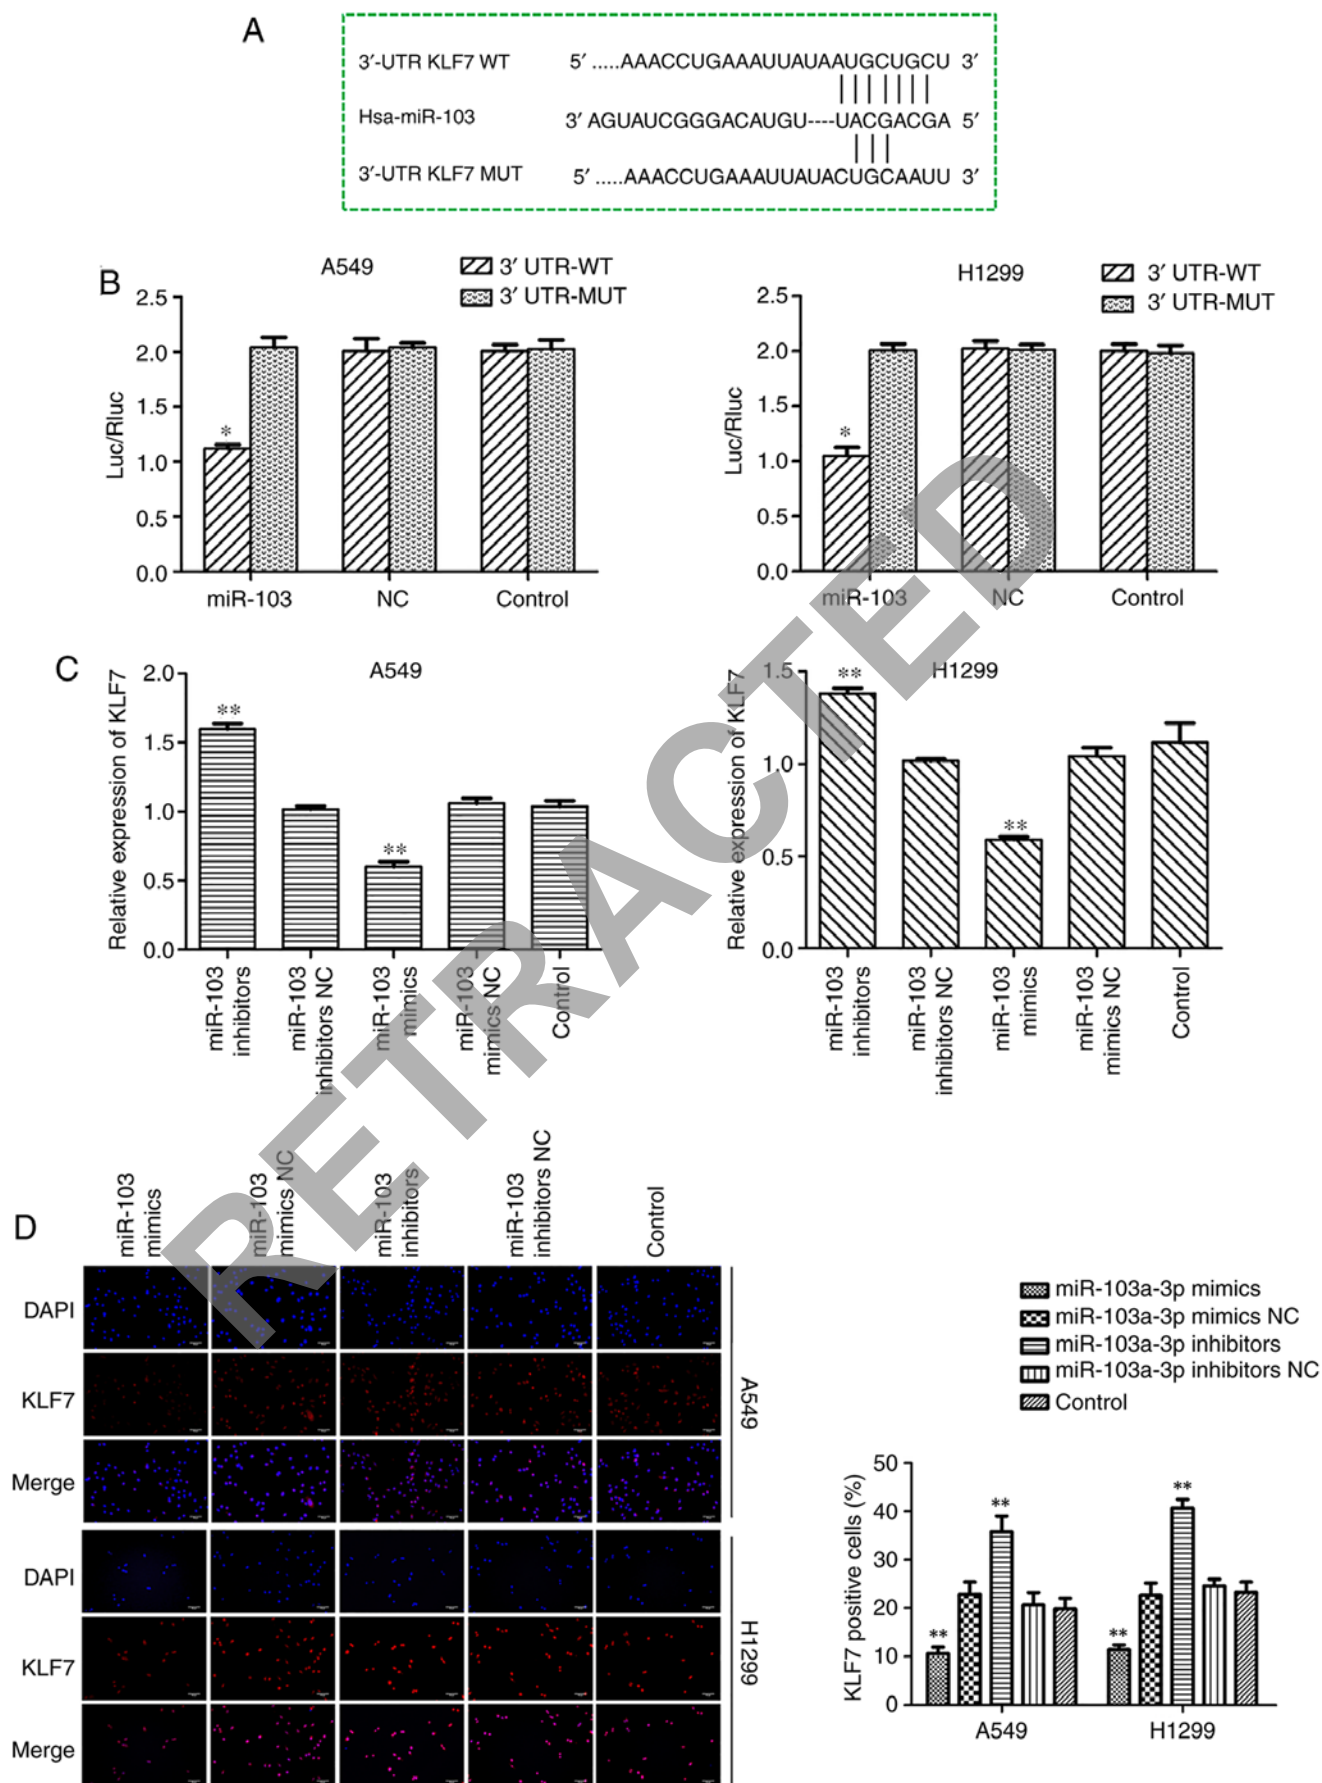 A
3′-UTR KLF7 WT 5′ .....AAACCUGAAAUUAUAAUGCUGCU 3′
Hsa-miR-103 3′ AGUAUCGGGACAUGU----UACGACGA 5′
3′-UTR KLF7 MUT 5′ .....AAACCUGAAAUUAUACUGCAAUU 3′
B
A549
3′ UTR-WT
3′ UTR-MUT
Luc/Rluc
2.5
2.0
1.5
1.0
0.5
0.0
*
miR-103 NC Control
H1299
3′ UTR-WT
3′ UTR-MUT
Luc/Rluc
2.5
2.0
1.5
1.0
0.5
0.0
*
miR-103 NC Control
C
A549
Relative expression of KLF7
2.0
1.5
1.0
0.5
0.0
**
**
miR-103
inhibitors
miR-103
inhibitors NC
miR-103
mimics
miR-103
mimics NC
Control
H1299
Relative expression of KLF7
1.5
1.0
0.5
0.0
**
**
miR-103
inhibitors
miR-103
inhibitors NC
miR-103
mimics
miR-103
mimics NC
Control
D
miR-103
mimics
miR-103
mimics NC
miR-103
inhibitors
miR-103
inhibitors NC
Control
DAPI
KLF7
Merge
A549
DAPI
KLF7
Merge
H1299
miR-103a-3p mimics
miR-103a-3p mimics NC
miR-103a-3p inhibitors
miR-103a-3p inhibitors NC
Control
KLF7 positive cells (%)
50
40
30
20
10
0
**
**
**
**
A549 H1299
RETRACTED